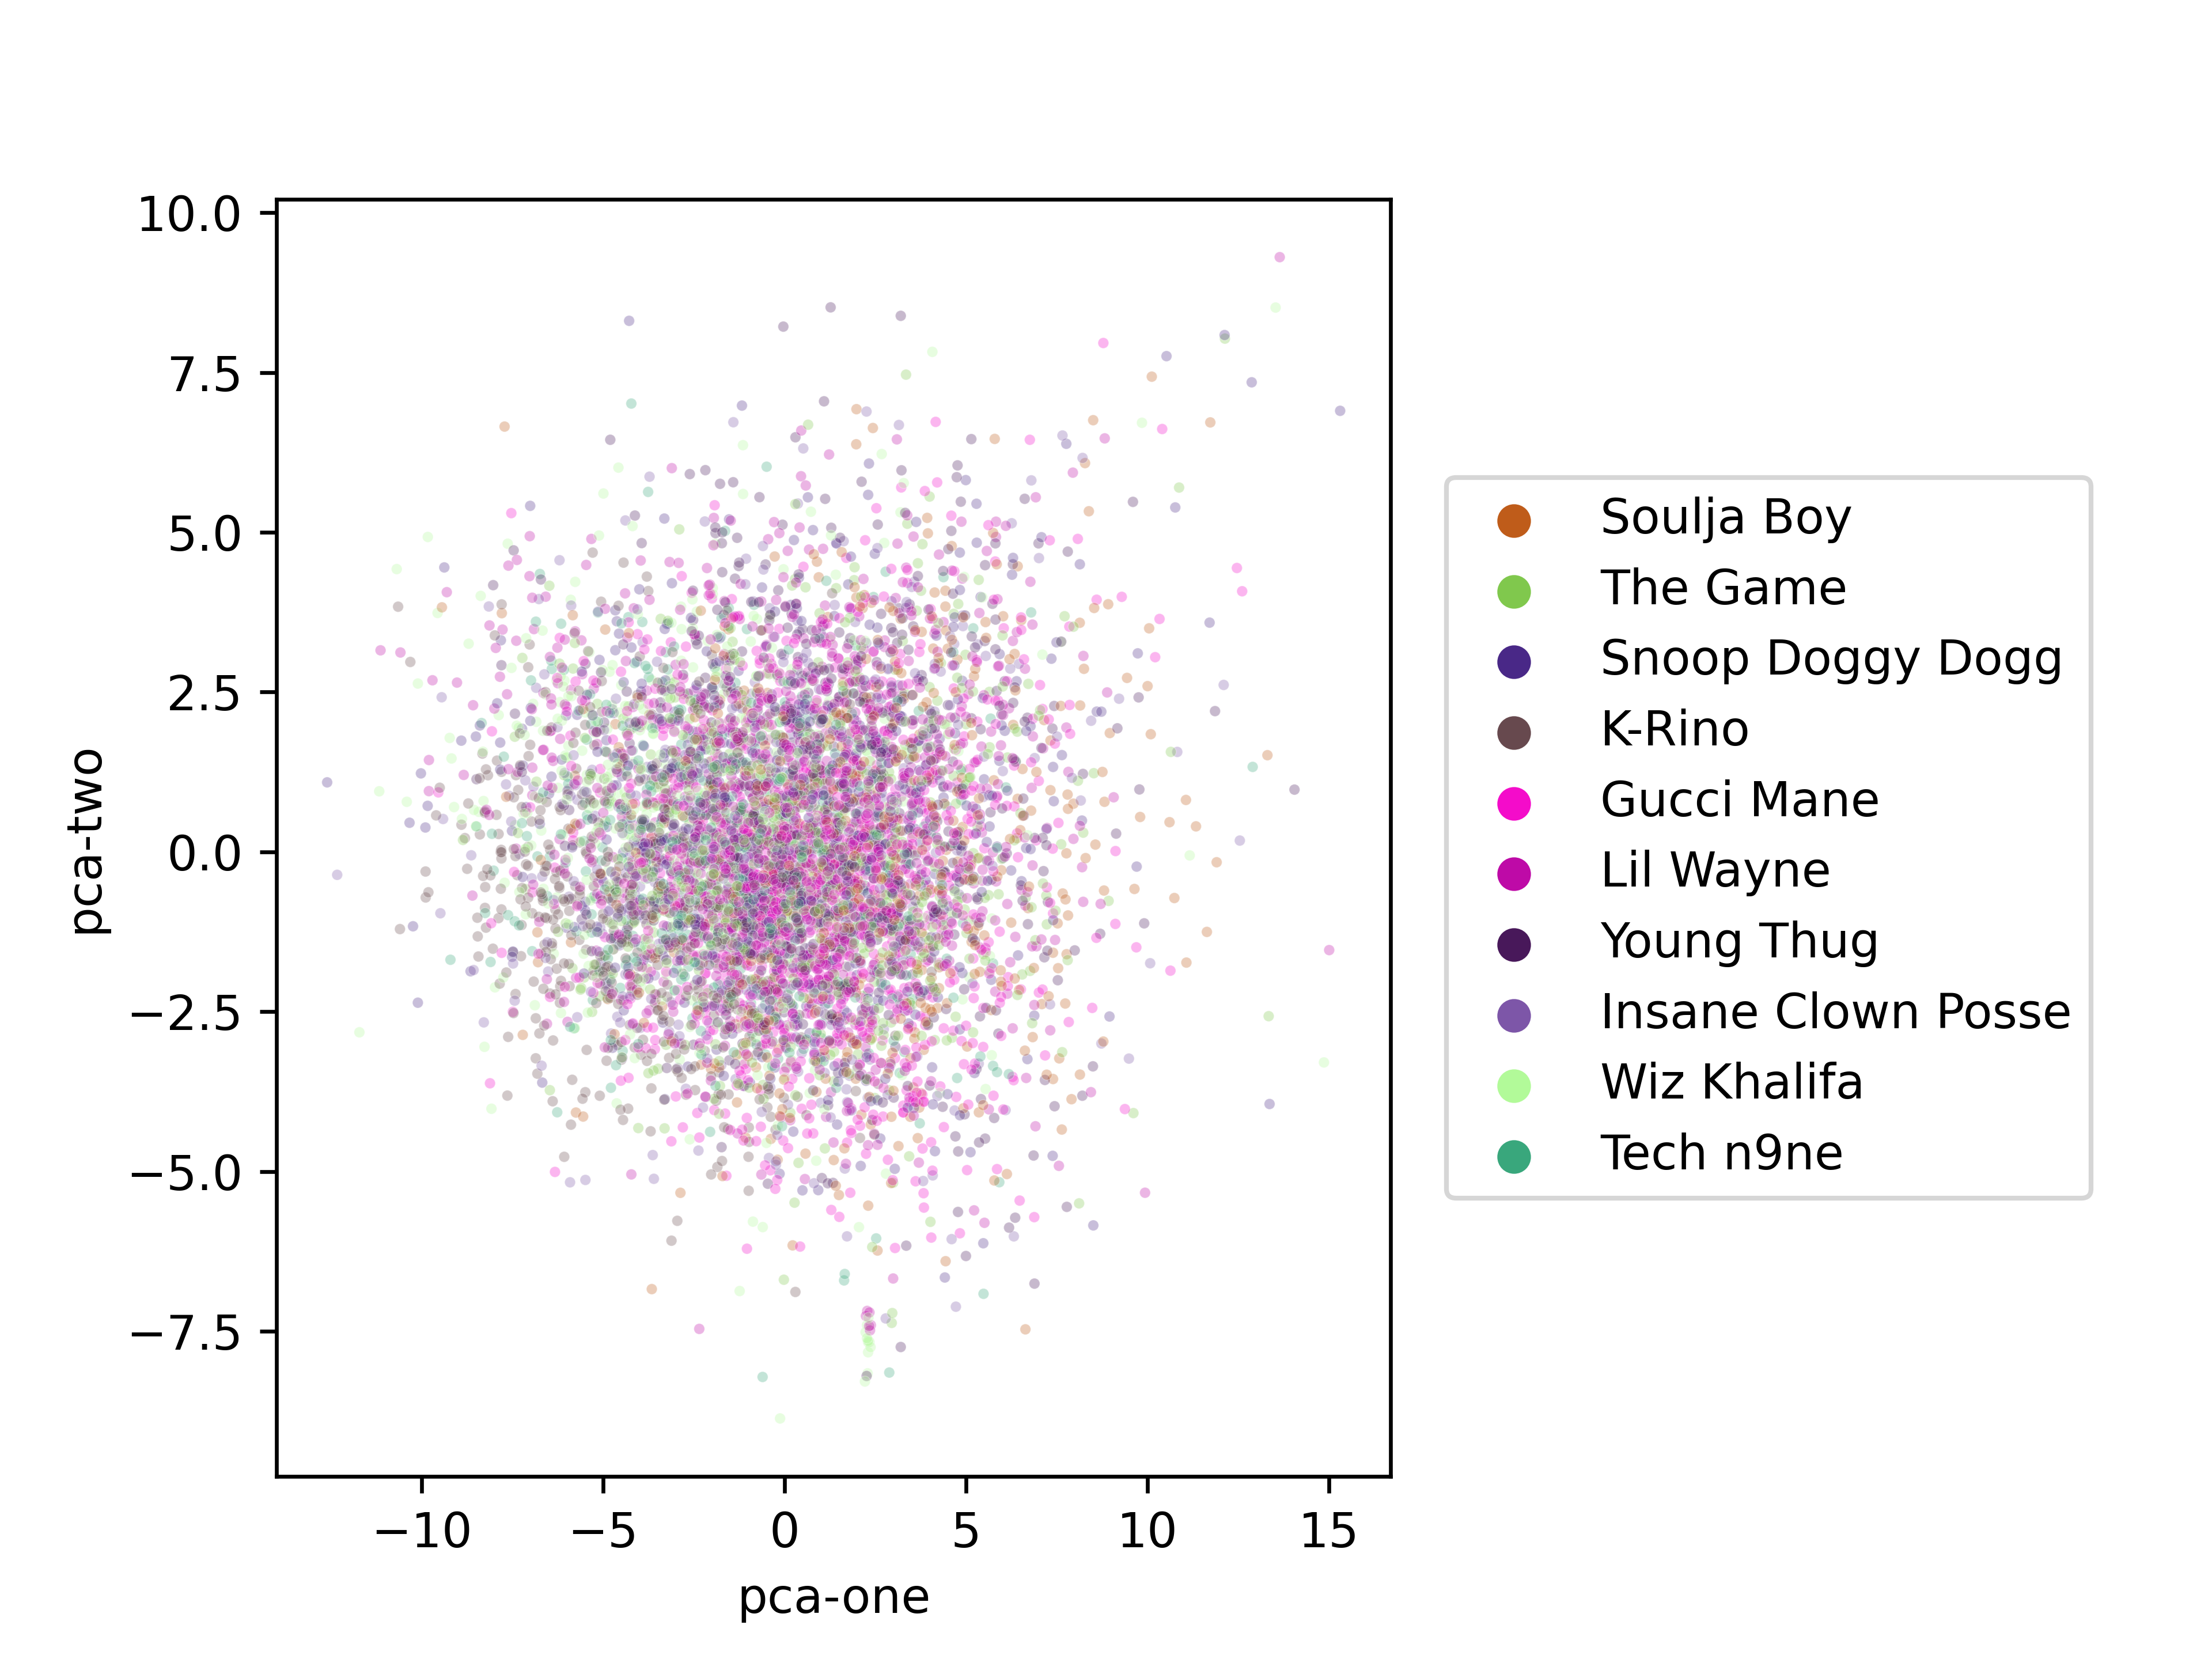 10.0
7.5
5.0
2.5
0.0
−2.5
−5.0
−7.5
pca-two
−10
−5
0
5
10
15
pca-one
Soulja Boy
The Game
Snoop Doggy Dogg
K-Rino
Gucci Mane
Lil Wayne
Young Thug
Insane Clown Posse
Wiz Khalifa
Tech n9ne